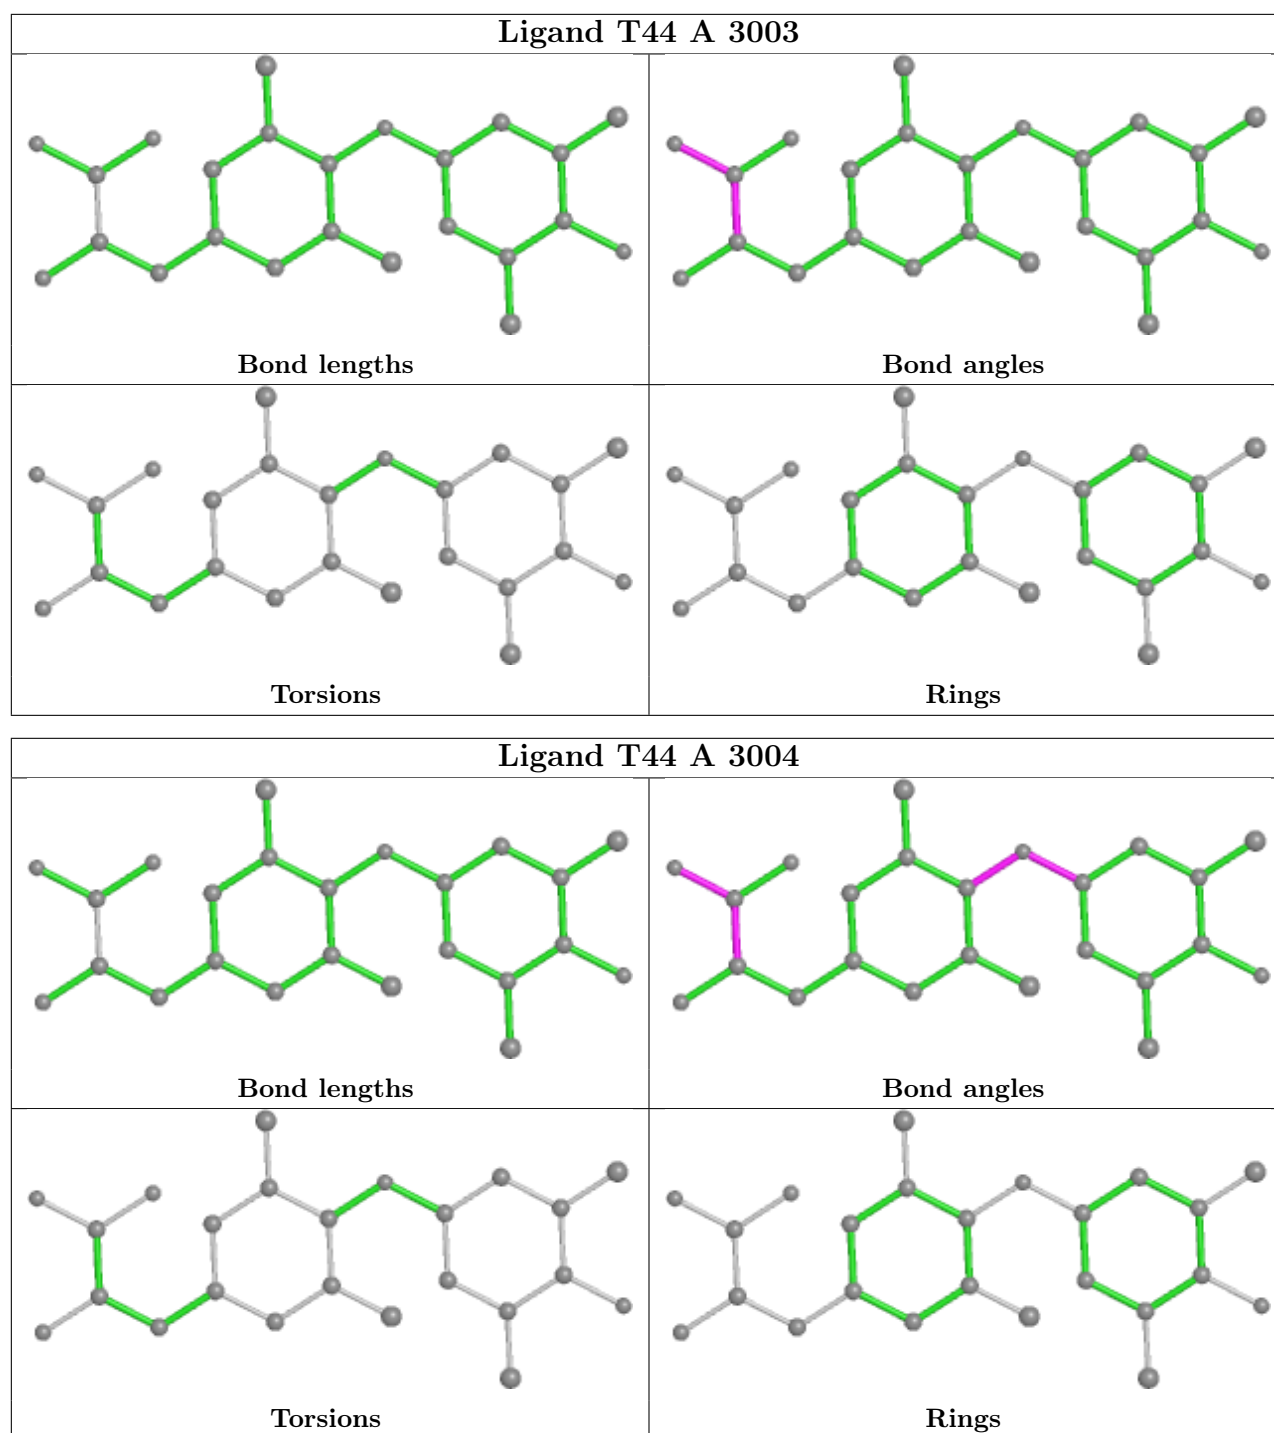 Ligand T44 A 3003
Bond lengths
Bond angles
Torsions
Rings
Ligand T44 A 3004
Bond lengths
Bond angles
Torsions
Rings